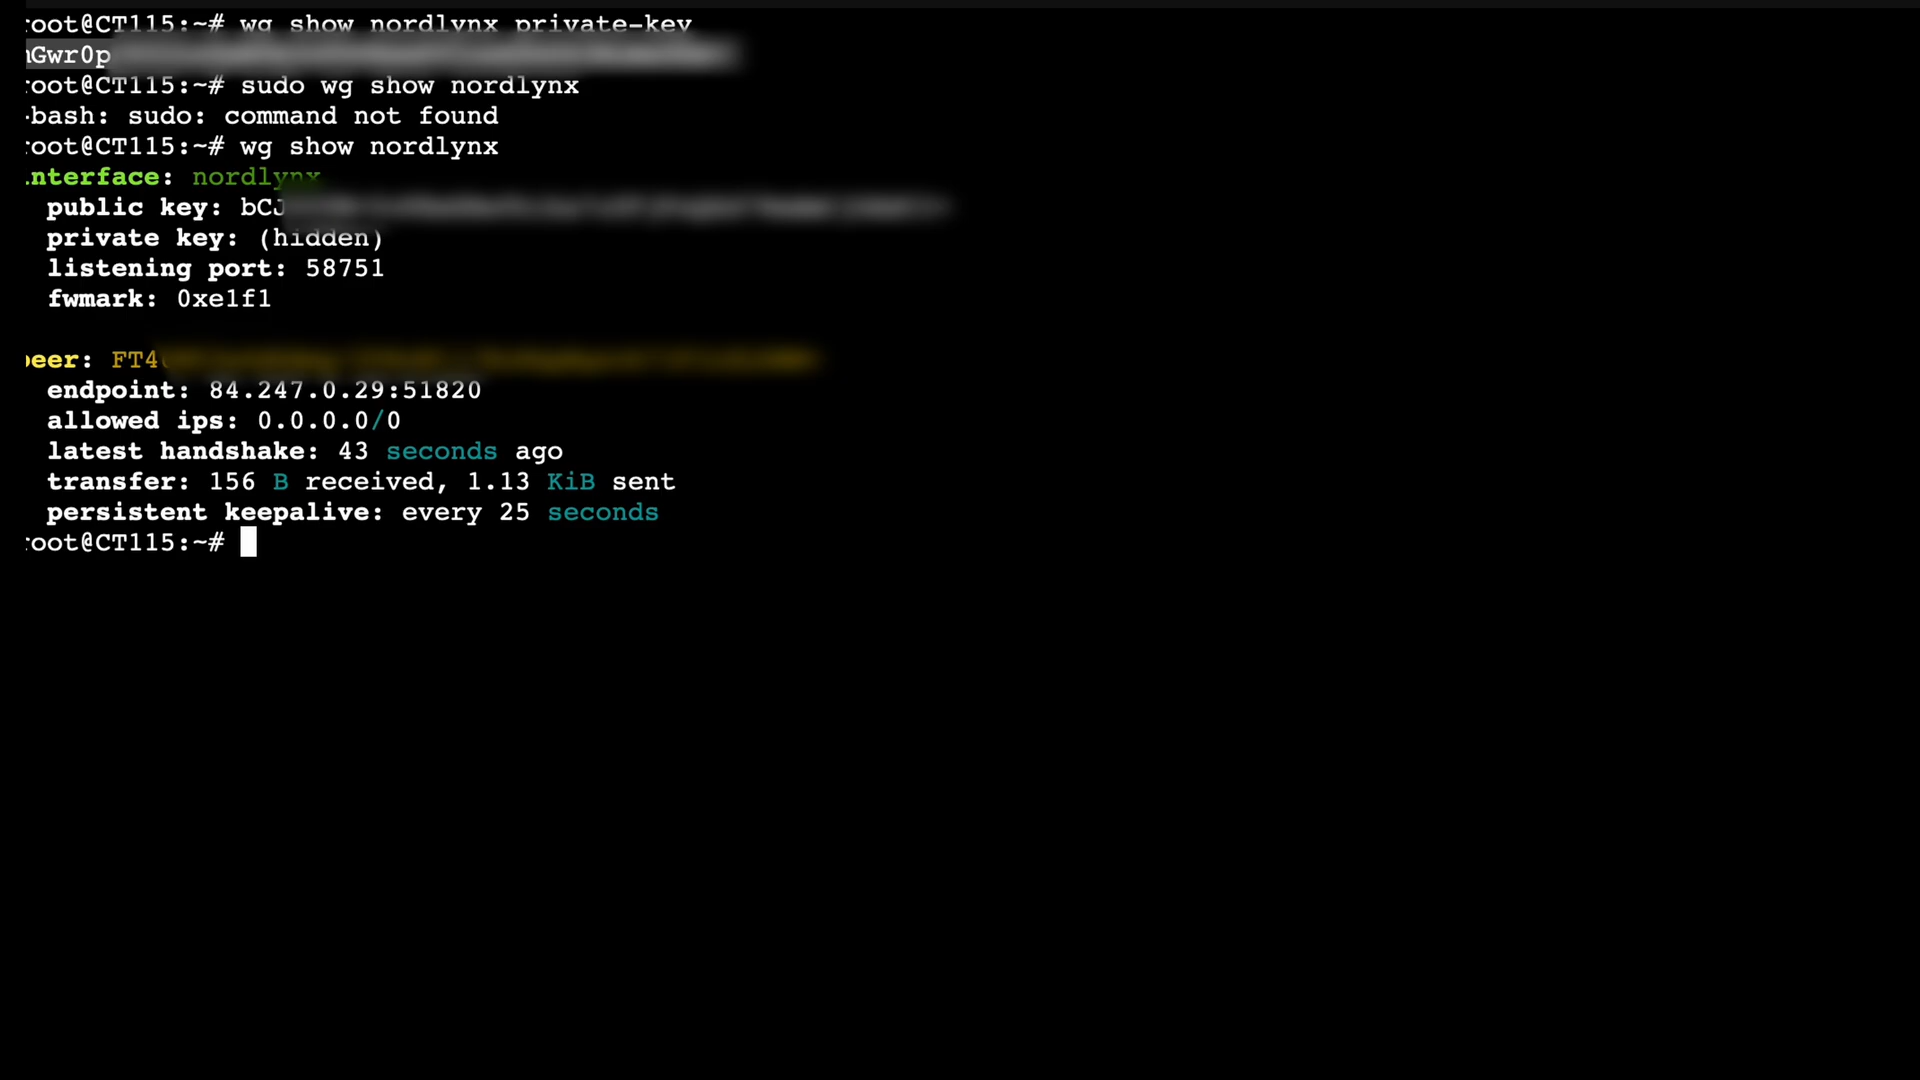 root@CT115:~# wg show nordlynx private-key
Gwr0p
root@CT115:~# sudo wg show nordlynx
-bash: sudo: command not found
root@CT115:~# wg show nordlynx
interface: nordlynx
public key: bCJ
private key: (hidden)
listening port: 58751
fwmark: 0xe1f1
peer: FT4
endpoint: 84.247.0.29:51820
allowed ips: 0.0.0.0/0
latest handshake: 43 seconds ago
transfer: 156 B received, 1.13 KiB sent
persistent keepalive: every 25 seconds
root@CT115:~#